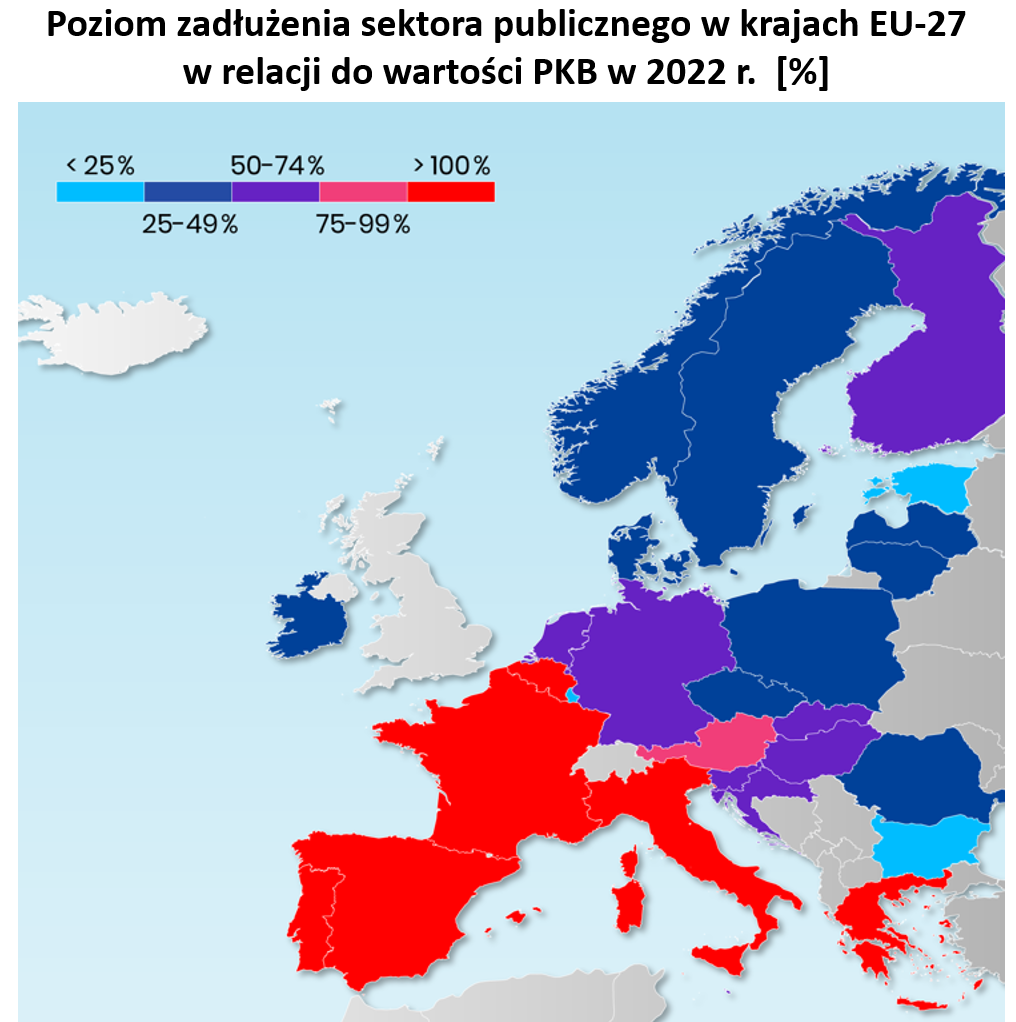 Poziom zadłużenia sektora publicznego w krajach EU-27
w relacji do wartości PKB w 2022 r. [%]
< 25% 50-74% > 100%
25-49% 75-99%